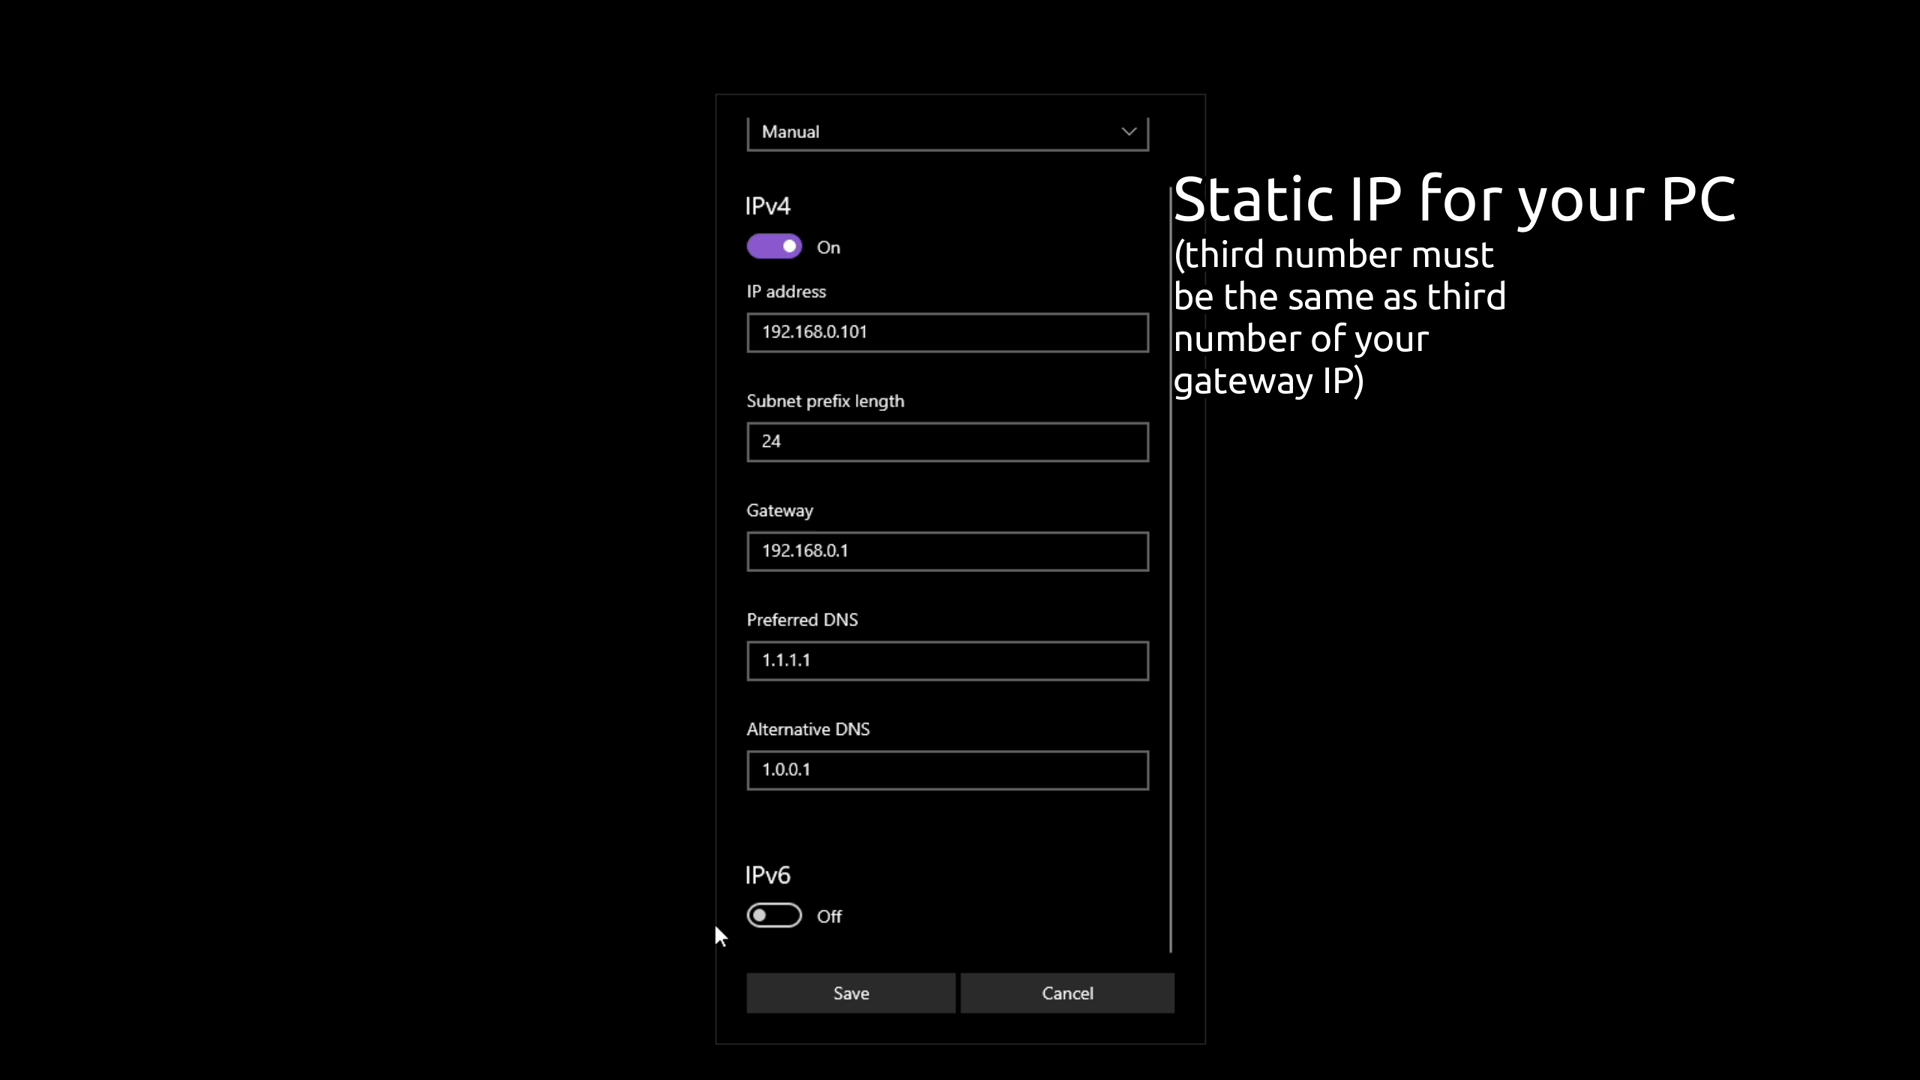 Manual
Static IP for your PC
(third number must
be the same as third
number of your
gateway IP)
IPv4
On
IP address
192.168.0.101
Subnet prefix length
24
Gateway
192.168.0.1
Preferred DNS
1.1.1.1
Alternative DNS
1.0.0.1
IPv6
Off
Save
Cancel